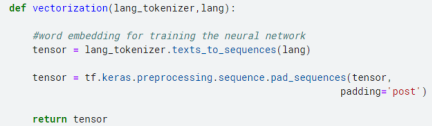 def vectorization(lang_tokenizer,lang):
#word embedding for training the neural network
tensor = lang_tokenizer.texts_to_sequences(lang)
tensor = tf.keras.preprocessing.sequence.pad_sequences(tensor,
padding='post')
return tensor